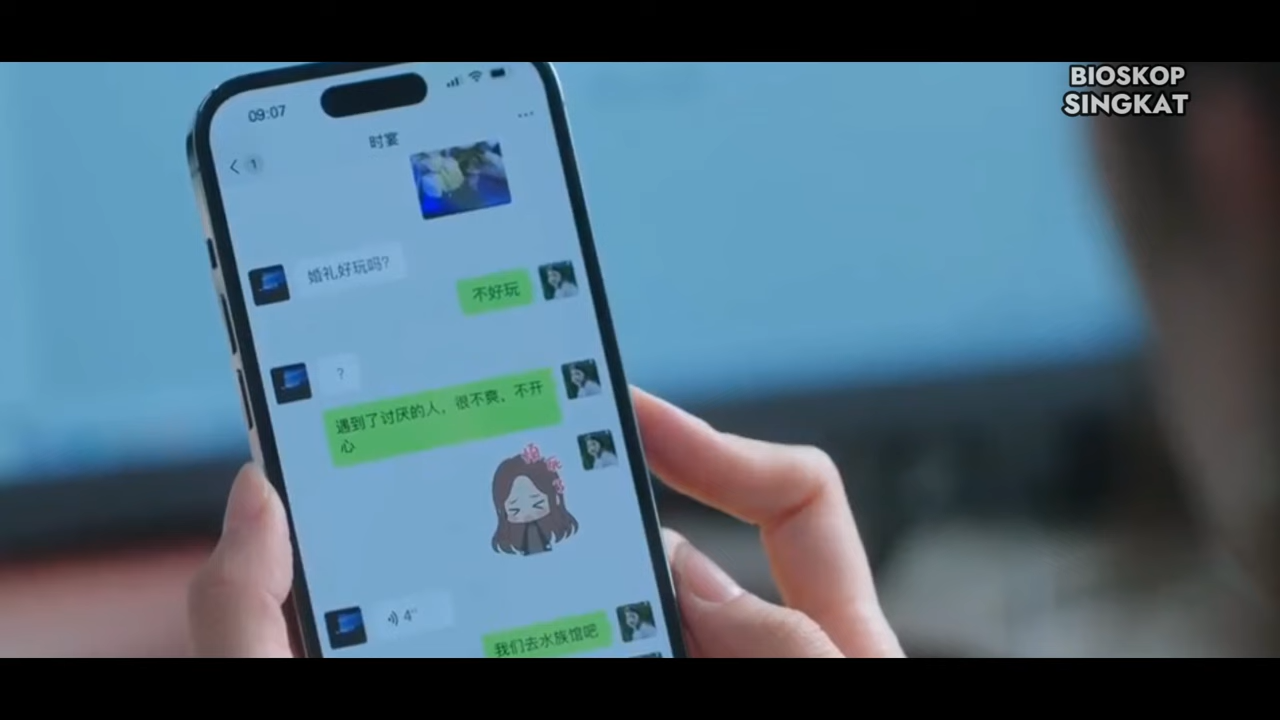 BIOSKOP
SINGKAT
09:07
时宴
1
婚礼好玩吗?
不好玩
?
遇到了讨厌的人，很不爽，不开
心
4"
我们去水族馆吧